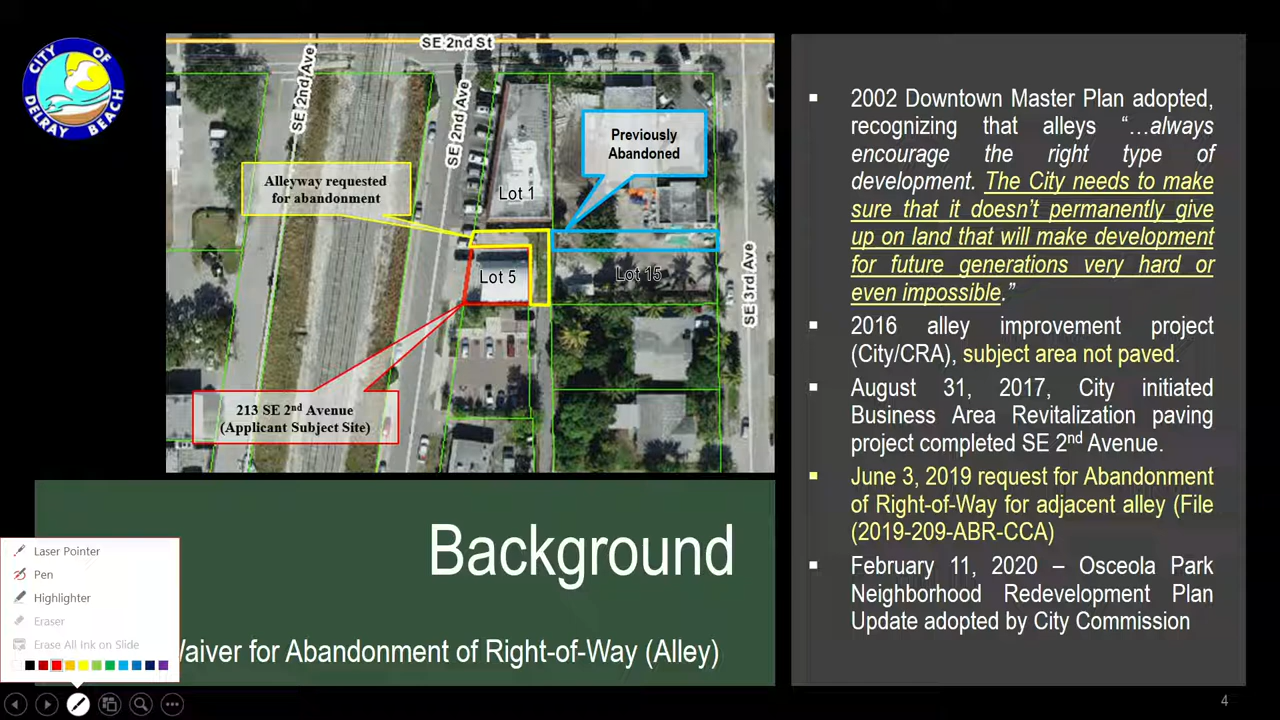 CITY OF
DELRAY BEACH
SE 2nd St
SE 2nd Ave
SE 2nd Ave
SE 3rd Ave
Previously
Abandoned
Alleyway requested
for abandonment
Lot 1
Lot 5
Lot 15
213 SE 2nd Avenue
(Applicant Subject Site)
Background
Waiver for Abandonment of Right-of-Way (Alley)
Laser Pointer
Pen
Highlighter
Eraser
Erase All Ink on Slide
▪ 2002 Downtown Master Plan adopted,
recognizing that alleys “…always
encourage the right type of
development. The City needs to make
sure that it doesn’t permanently give
up on land that will make development
for future generations very hard or
even impossible.”
▪ 2016 alley improvement project
(City/CRA), subject area not paved.
▪ August 31, 2017, City initiated
Business Area Revitalization paving
project completed SE 2nd Avenue.
▪ June 3, 2019 request for Abandonment
of Right-of-Way for adjacent alley (File
(2019-209-ABR-CCA)
▪ February 11, 2020 – Osceola Park
Neighborhood Redevelopment Plan
Update adopted by City Commission
4